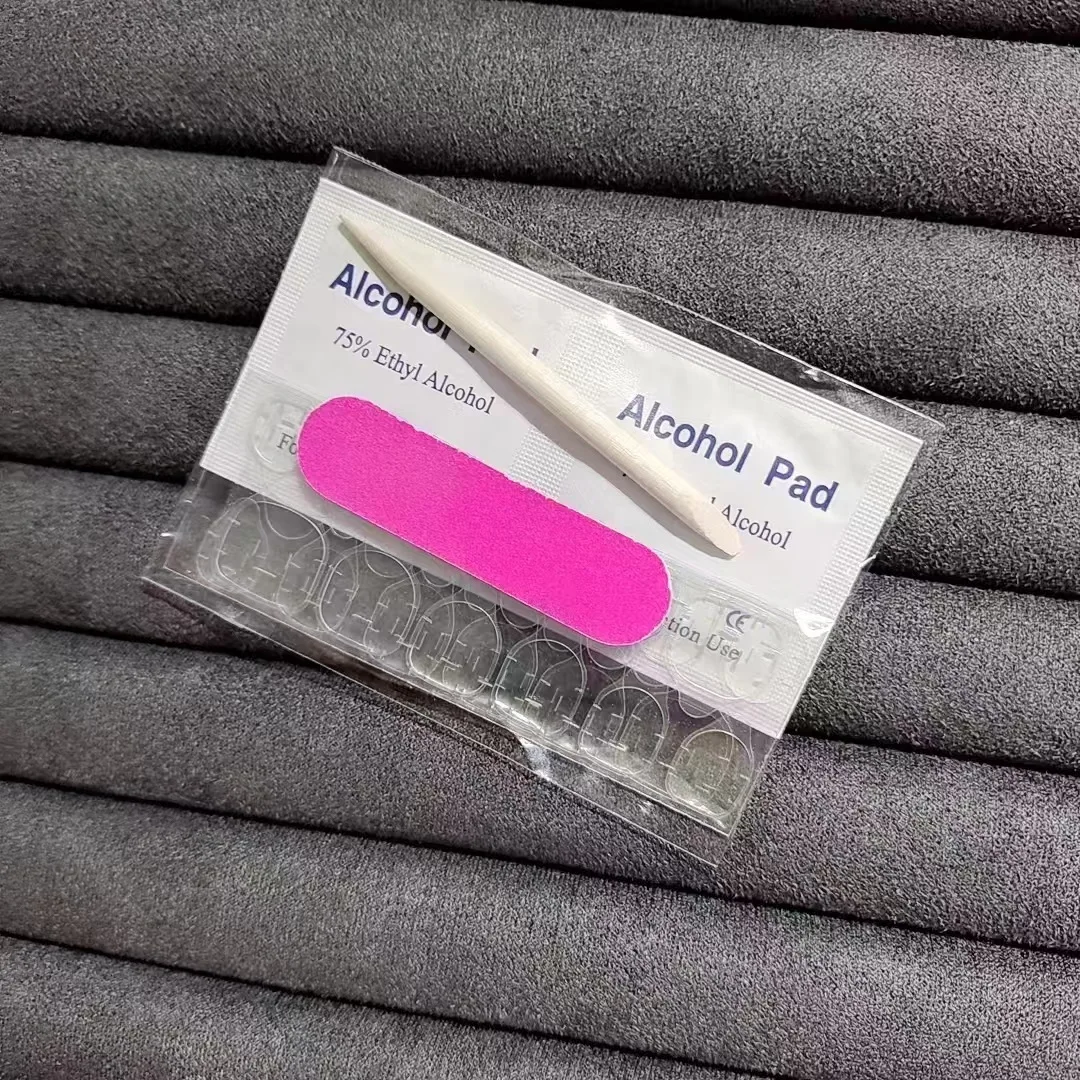 Alcohol
75% Ethyl Alcohol
Alcohol Pad
Alcohol
CE
Use